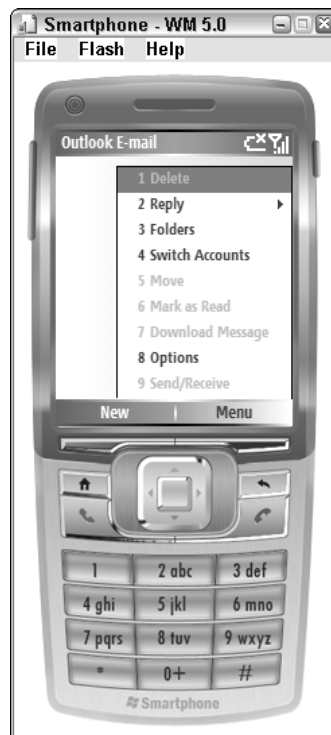 Smartphone - WM 5.0
File Flash Help
Outlook E-mail
1 Delete
2 Reply
3 Folders
4 Switch Accounts
5 Move
6 Mark as Read
7 Download Message
8 Options
9 Send/Receive
New Menu
1 2 abc 3 def
4 ghi 5 jkl 6 mno
7 pqrs 8 tuv 9 wxyz
* 0+ #
Smartphone